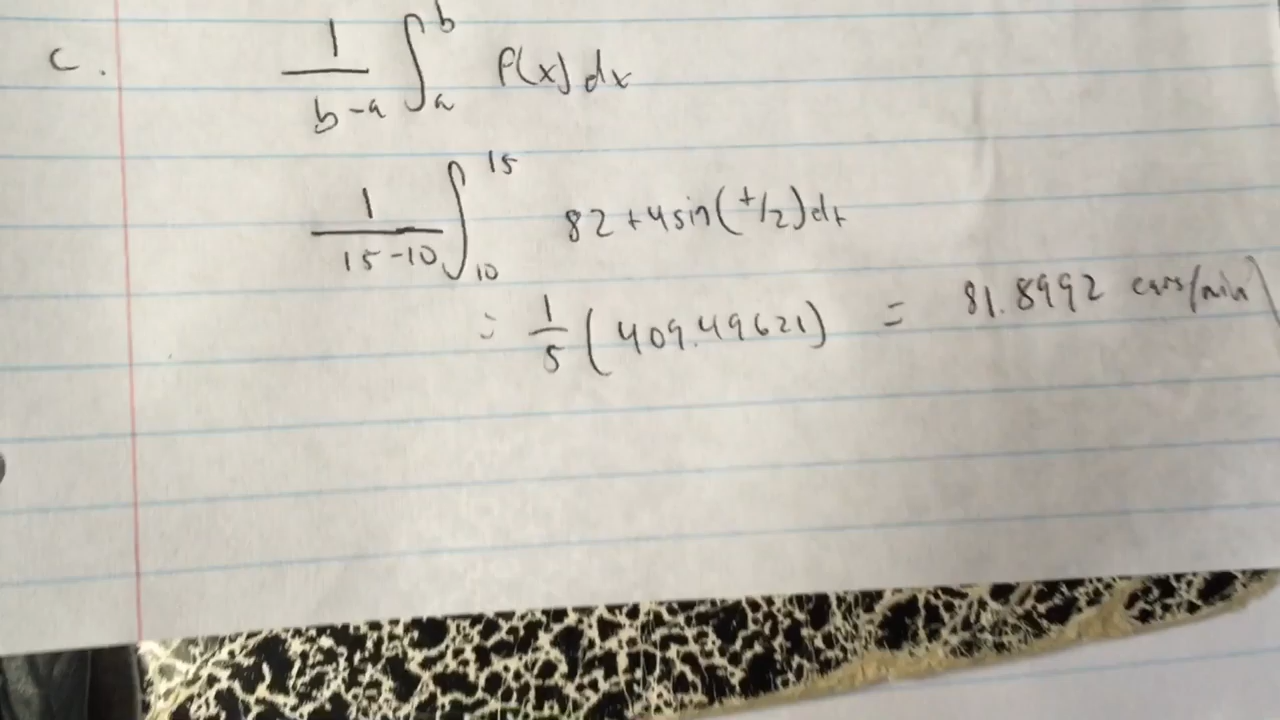 c. 1/(b-a) ∫_a^b f(x) dx
1/(15-10) ∫_10^15 82 + 4sin(t/2) dt
= 1/5 (409.49621) = 81.8992 cars/min